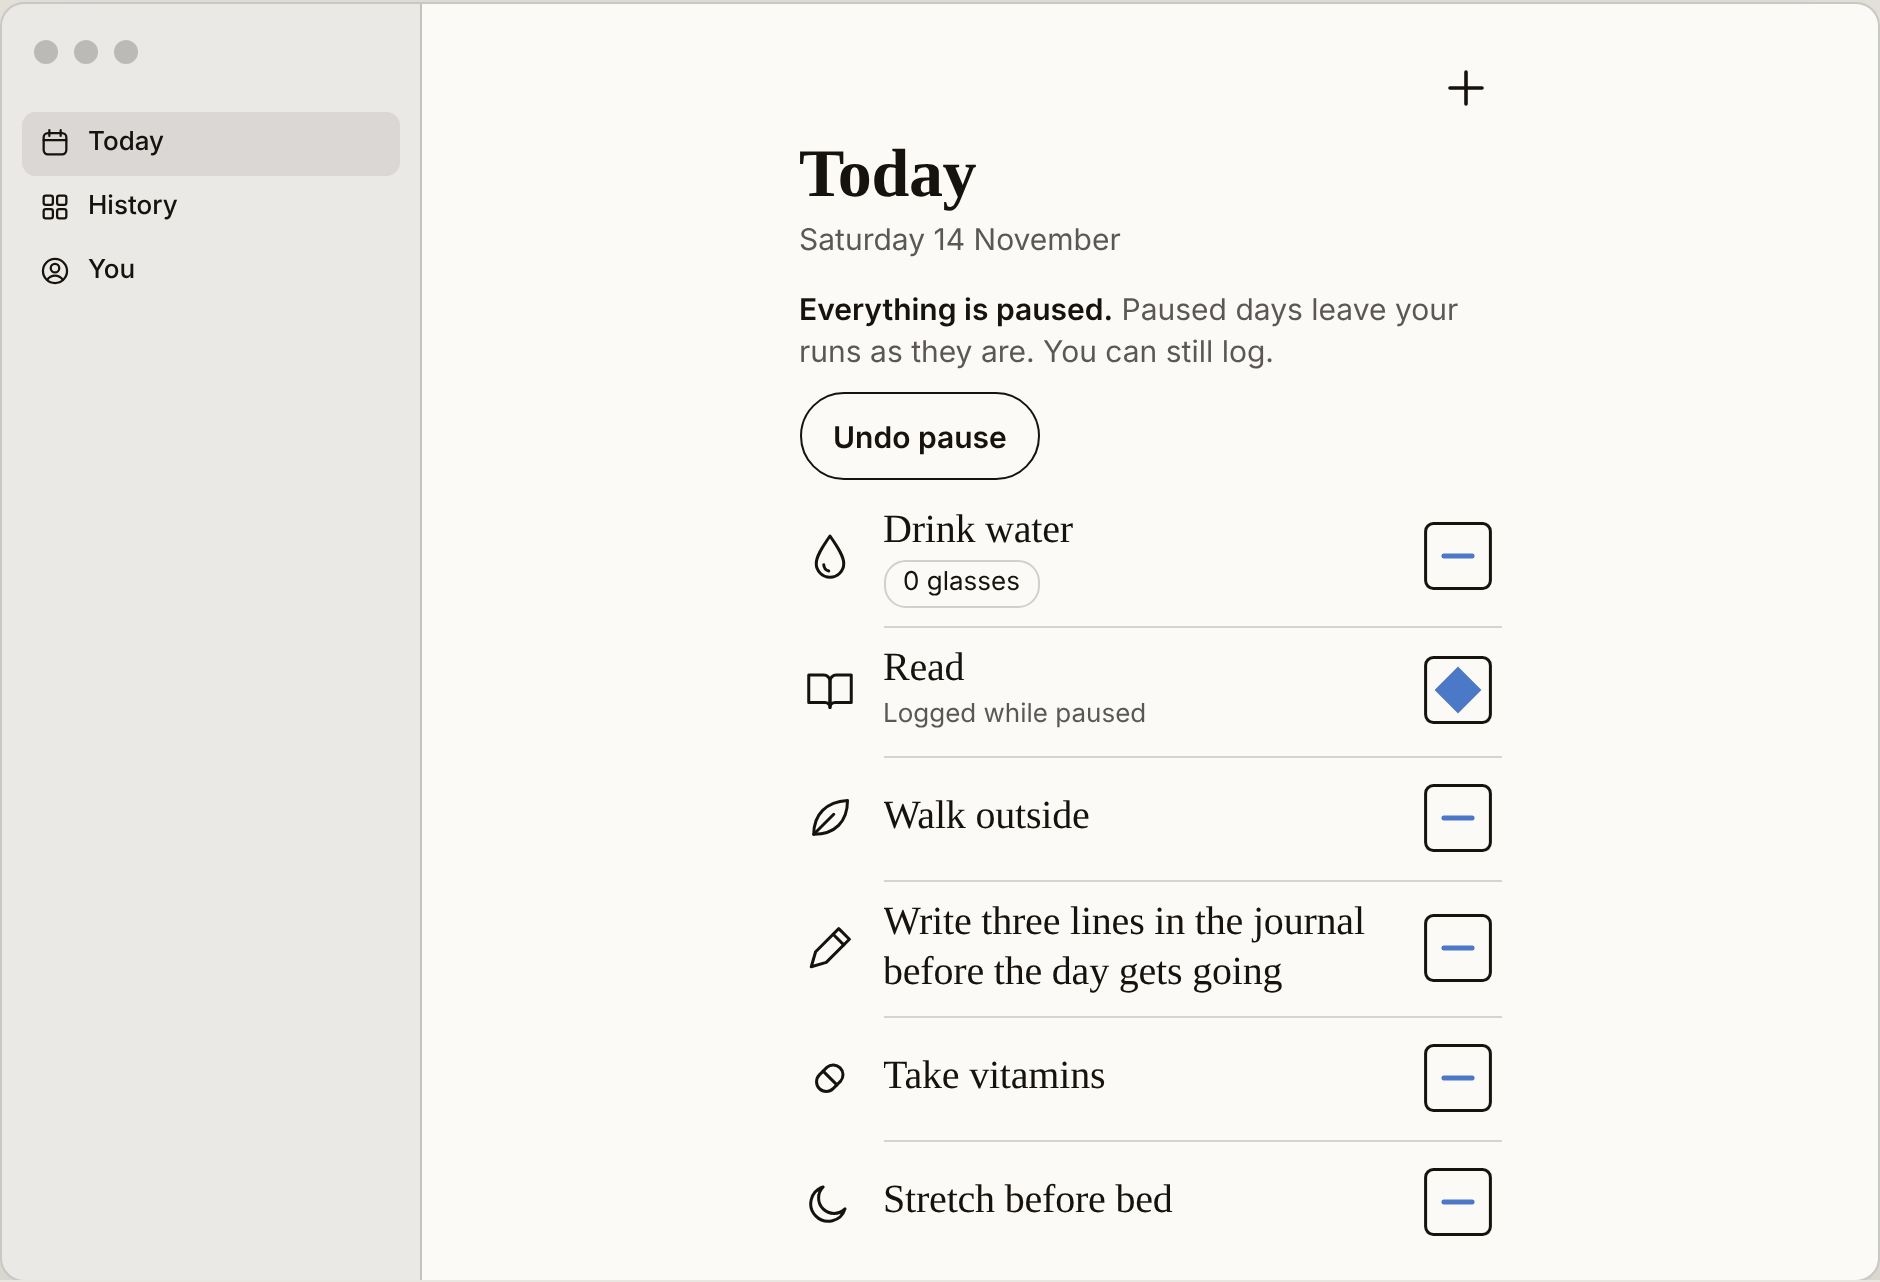 Today
History
You
Today
Saturday 14 November
Everything is paused. Paused days leave your
runs as they are. You can still log.
Undo pause
Drink water
0 glasses
Read
Logged while paused
Walk outside
Write three lines in the journal
before the day gets going
Take vitamins
Stretch before bed